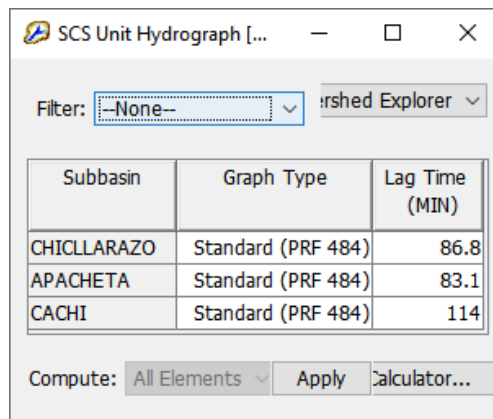 SCS Unit Hydrograph [...
Filter: --None-- rshed Explorer
Subbasin Graph Type Lag Time
(MIN)
CHICLLARAZO Standard (PRF 484) 86.8
APACHETA Standard (PRF 484) 83.1
CACHI Standard (PRF 484) 114
Compute: All Elements Apply Calculator...